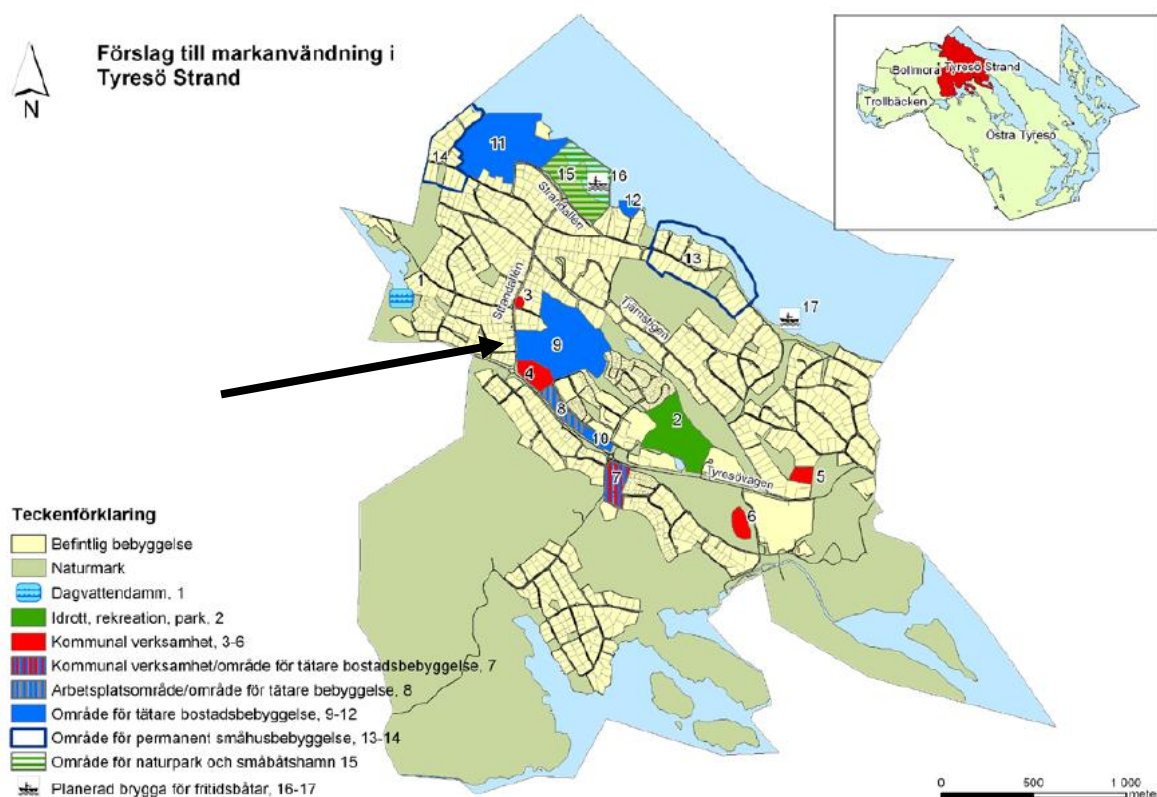 Förslag till markanvändning i
Tyresö Strand
N
Bollmora
Tyresö Strand
Trollbäcken
Östra Tyresö
11
14
15
16
Strandallén
12
13
1
Strandallén
3
Tjärnstigen
17
9
4
8
2
10
Tyresövägen
7
5
6
Teckenförklaring
Befintlig bebyggelse
Naturmark
Dagvattendamm, 1
Idrott, rekreation, park, 2
Kommunal verksamhet, 3-6
Kommunal verksamhet/område för tätare bostadsbebyggelse, 7
Arbetsplatsområde/område för tätare bebyggelse, 8
Område för tätare bostadsbebyggelse, 9-12
Område för permanent småhusbebyggelse, 13-14
Område för naturpark och småbåtshamn 15
Planerad brygga för fritidsbåtar, 16-17
0 500 1 000
meter